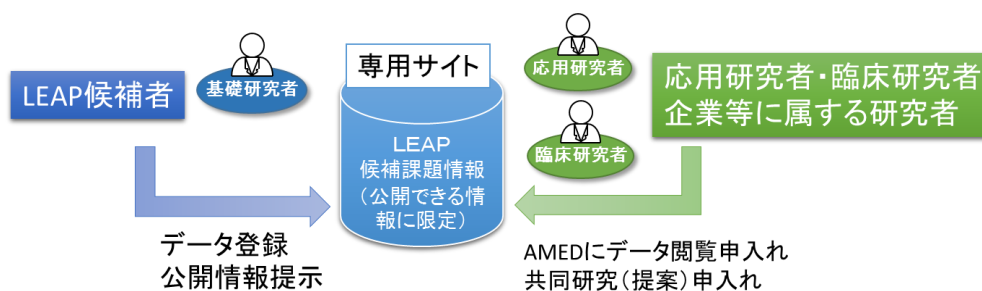 LEAP候補者
基礎研究者
専用サイト
LEAP
候補課題情報
（公開できる情
報に限定）
応用研究者
臨床研究者
応用研究者・臨床研究者
企業等に属する研究者
データ登録
公開情報提示
AMEDにデータ閲覧申入れ
共同研究（提案）申入れ